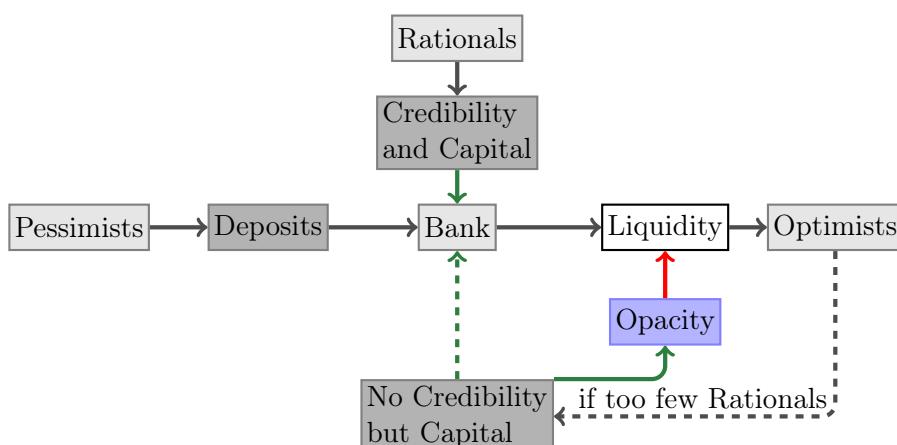 Rationals
Credibility
and Capital
Pessimists
Deposits
Bank
Liquidity
Optimists
Opacity
if too few Rationals
No Credibility
but Capital